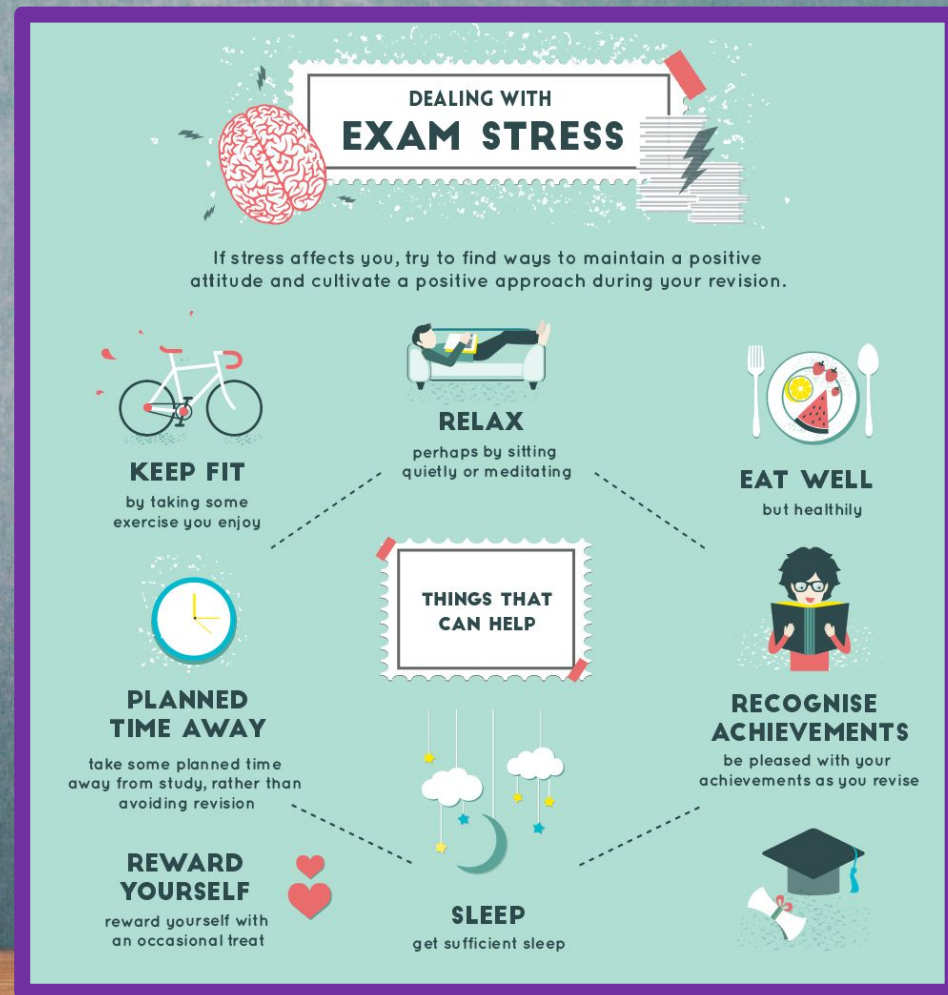 DEALING WITH
EXAM STRESS
If stress affects you, try to find ways to maintain a positive
attitude and cultivate a positive approach during your revision.
KEEP FIT
by taking some
exercise you enjoy
RELAX
perhaps by sitting
quietly or meditating
EAT WELL
but healthily
THINGS THAT
CAN HELP
PLANNED
TIME AWAY
take some planned time
away from study, rather than
avoiding revision
RECOGNISE
ACHIEVEMENTS
be pleased with your
achievements as you revise
REWARD
YOURSELF
reward yourself with
an occasional treat
SLEEP
get sufficient sleep